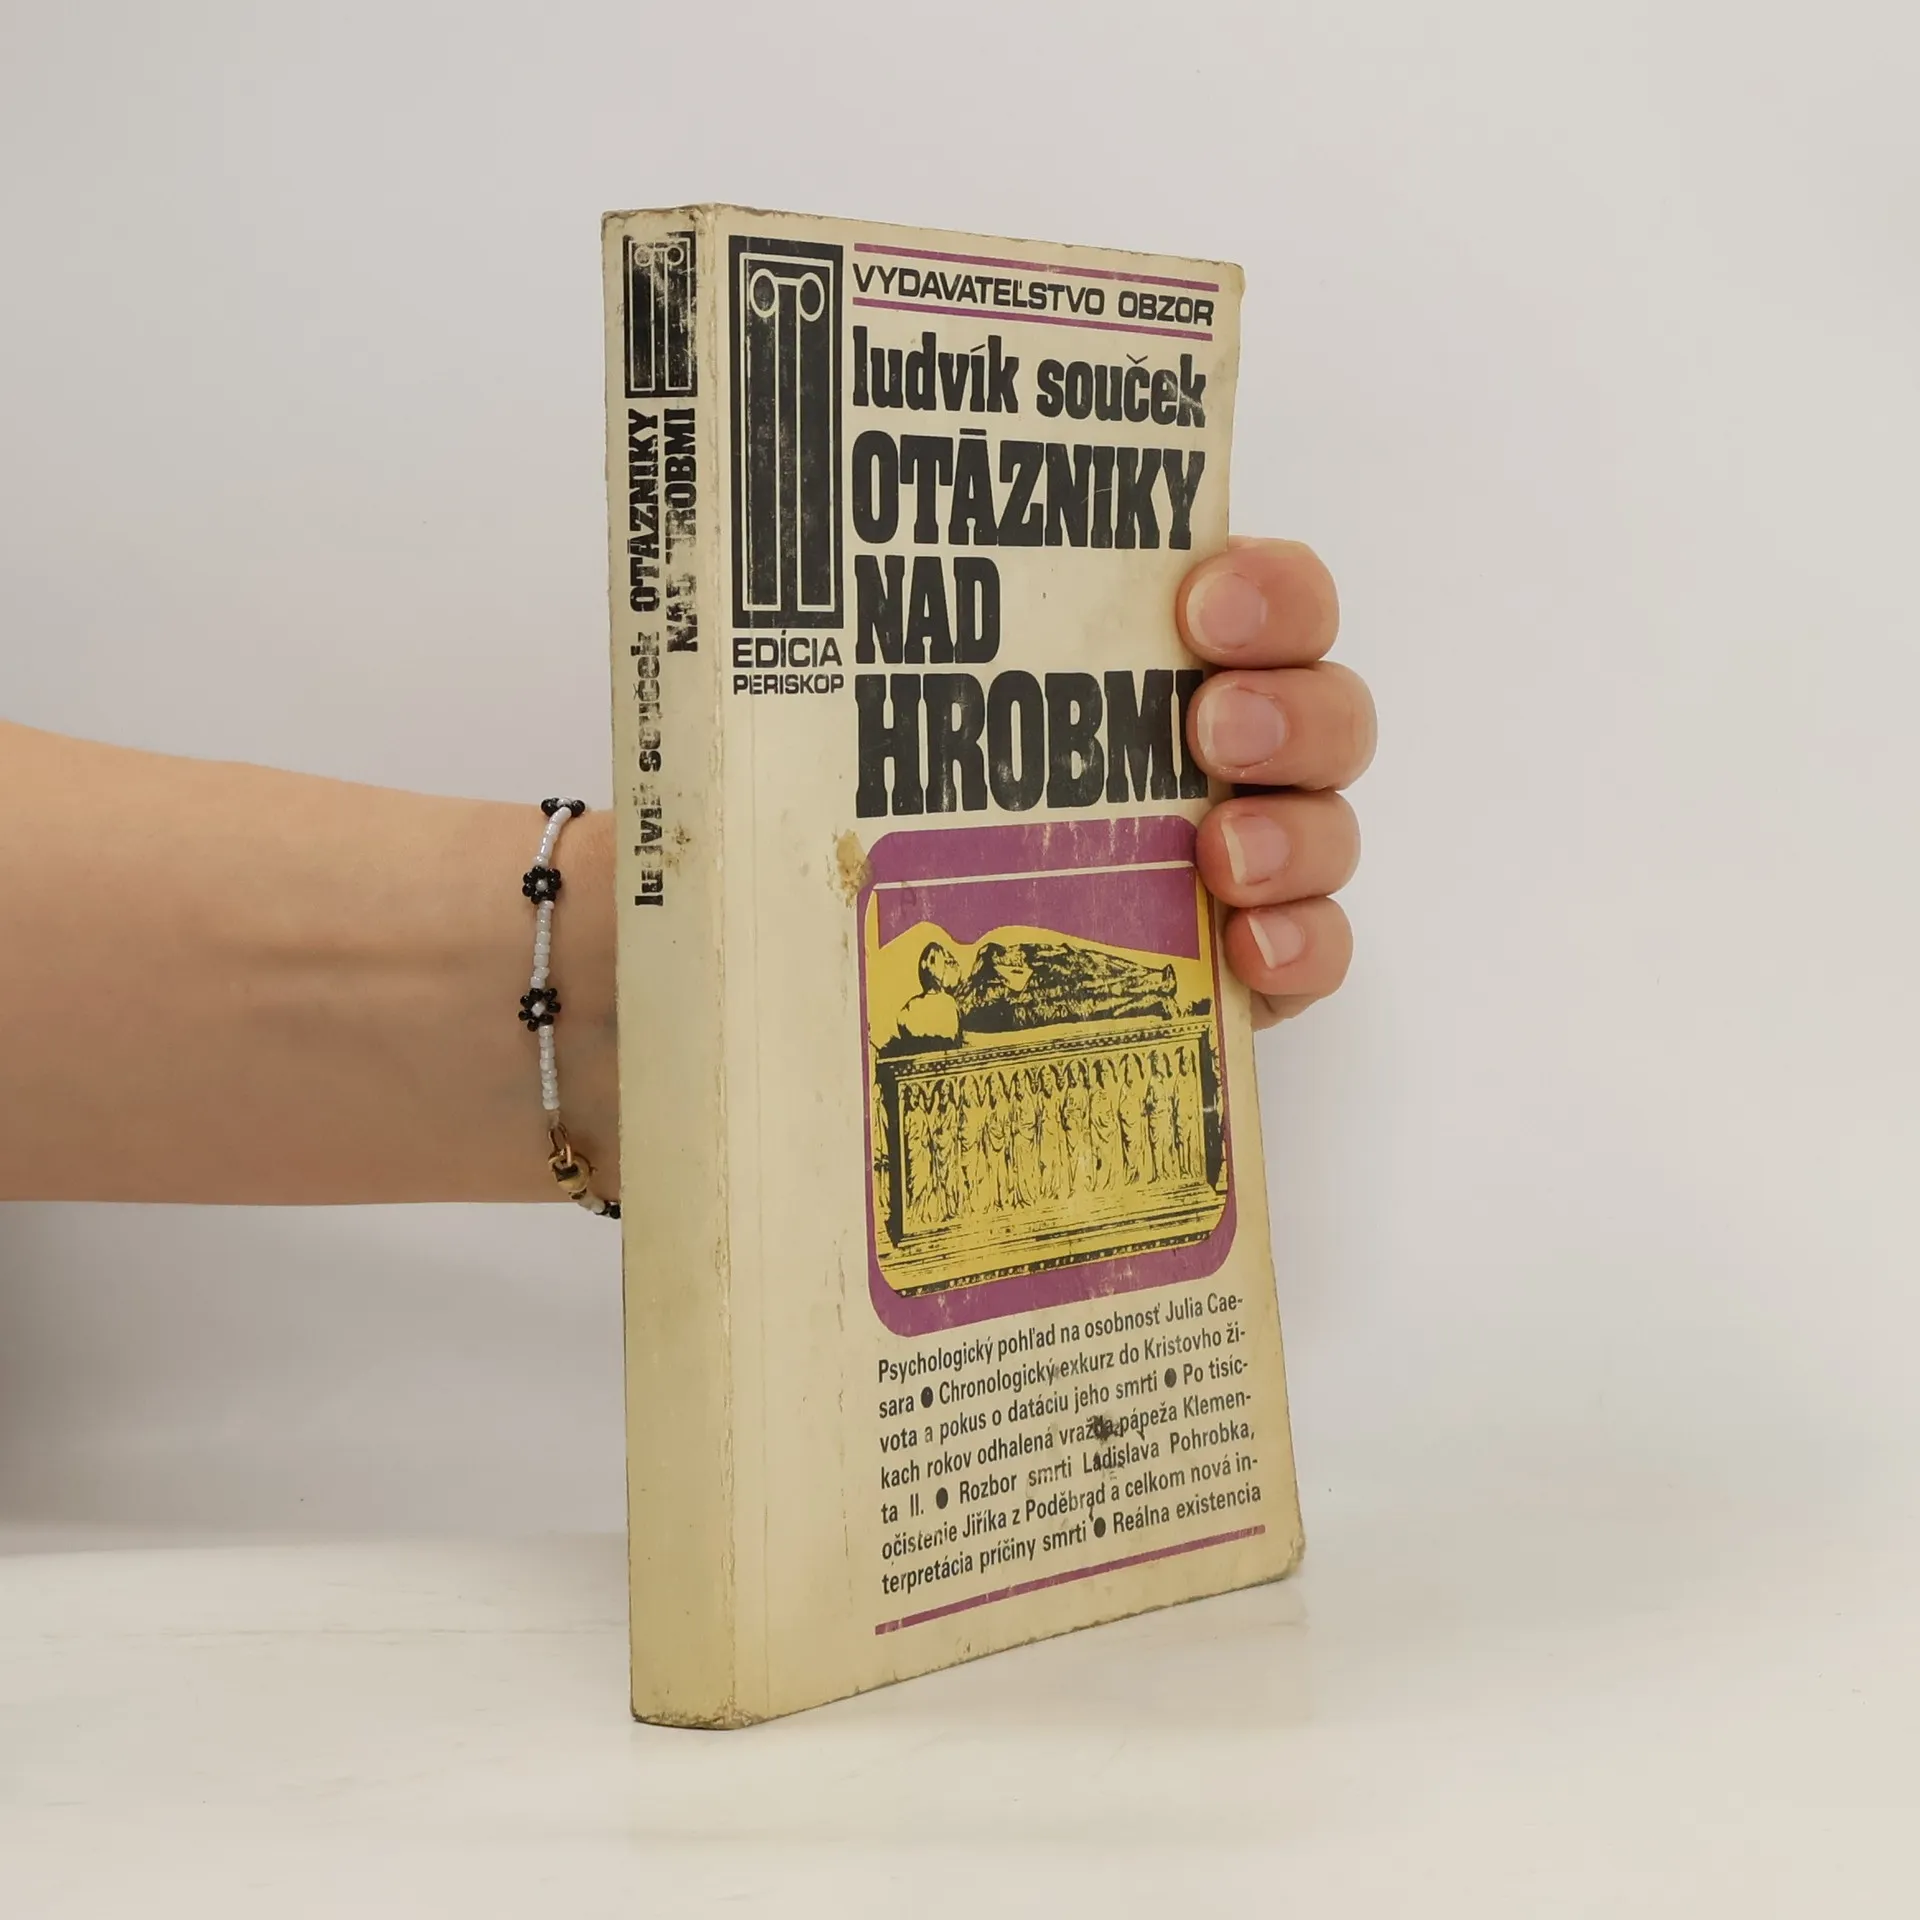 ludvík souček OTÁZNIKY
NAD HROBMI
VYDAVATEĽSTVO OBZOR
ludvík souček
OTÁZNIKY
NAD
HROBMI
EDÍCIA
PERISKOP
Psychologický pohľad na osobnosť Julia Cae-
sara ● Chronologický exkurz do Kristovho ži-
vota a pokus o datáciu jeho smrti ● Po tisíc-
kach rokov odhalená vražda pápeža Klemen-
ta II. ● Rozbor smrti Ladislava Pohrobka,
očistenie Jiříka z Poděbrad a celkom nová in-
terpretácia príčiny smrti ● Reálna existencia